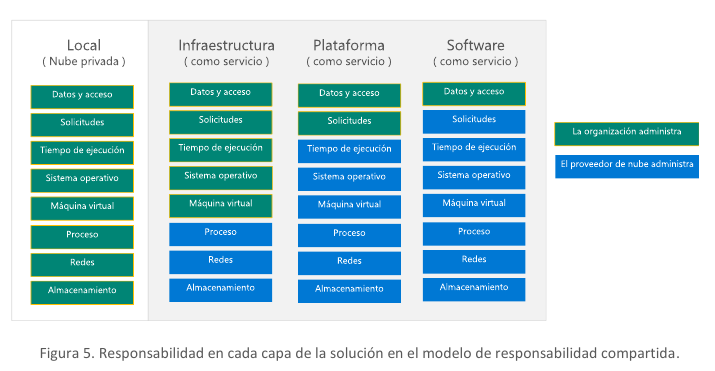 Local
( Nube privada )
Datos y acceso
Solicitudes
Tiempo de ejecución
Sistema operativo
Máquina virtual
Proceso
Redes
Almacenamiento
Infraestructura
( como servicio )
Datos y acceso
Solicitudes
Tiempo de ejecución
Sistema operativo
Máquina virtual
Proceso
Redes
Almacenamiento
Plataforma
( como servicio )
Datos y acceso
Solicitudes
Tiempo de ejecución
Sistema operativo
Máquina virtual
Proceso
Redes
Almacenamiento
Software
( como servicio )
Datos y acceso
Solicitudes
Tiempo de ejecución
Sistema operativo
Máquina virtual
Proceso
Redes
Almacenamiento
La organización administra
El proveedor de nube administra
Figura 5. Responsabilidad en cada capa de la solución en el modelo de responsabilidad compartida.